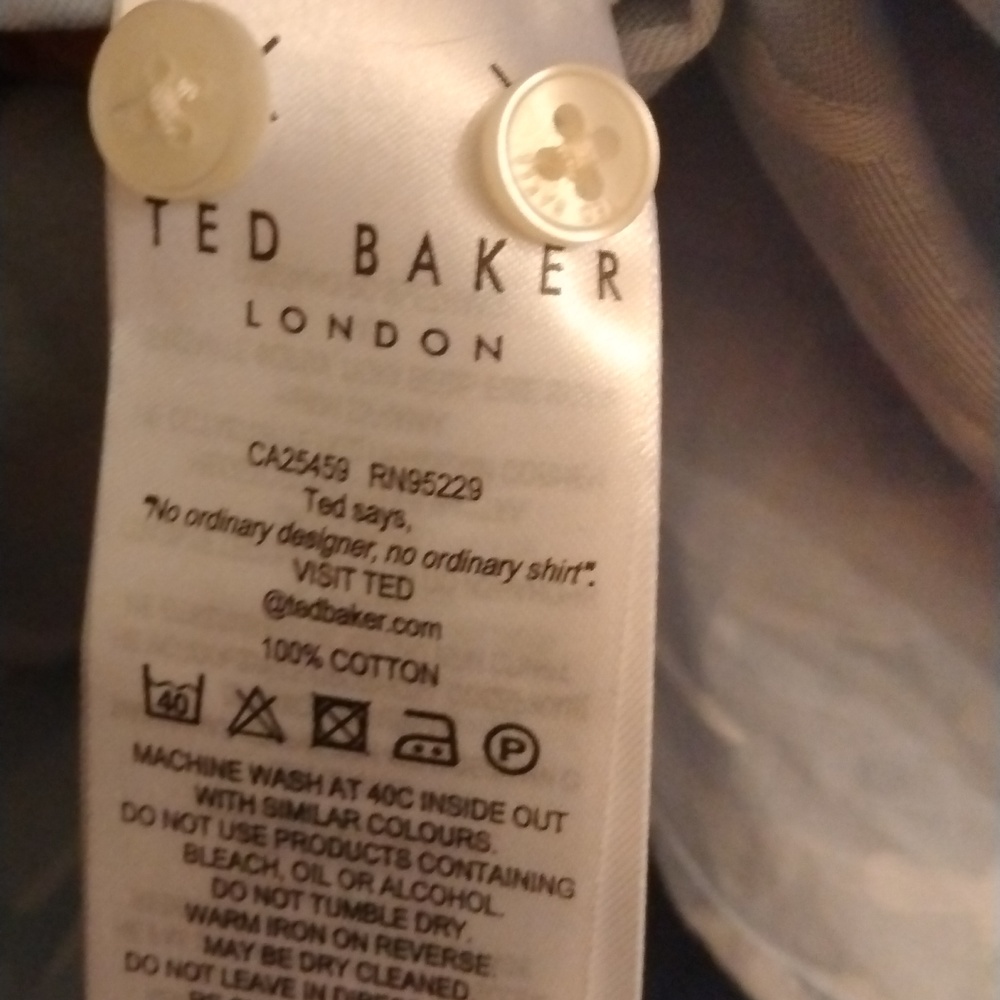 TED BAKER
LONDON
CA25459 RN95229
Ted says,
"No ordinary designer, no ordinary shirt".
VISIT TED
@tedbaker.com
100% COTTON
40 P
MACHINE WASH AT 40C INSIDE OUT
WITH SIMILAR COLOURS.
DO NOT USE PRODUCTS CONTAINING
BLEACH, OIL OR ALCOHOL.
DO NOT TUMBLE DRY.
WARM IRON ON REVERSE
MAY BE DRY CLEANED
DO NOT LEAVE IN